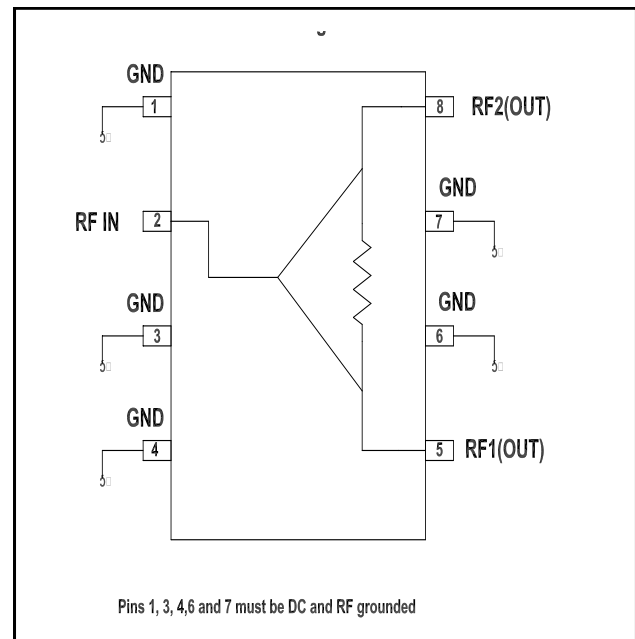 GND
1
8 RF2(OUT)
GND
RF IN 2
7
GND
GND
3
6
GND
4
5 RF1(OUT)
Pins 1, 3, 4,6 and 7 must be DC and RF grounded